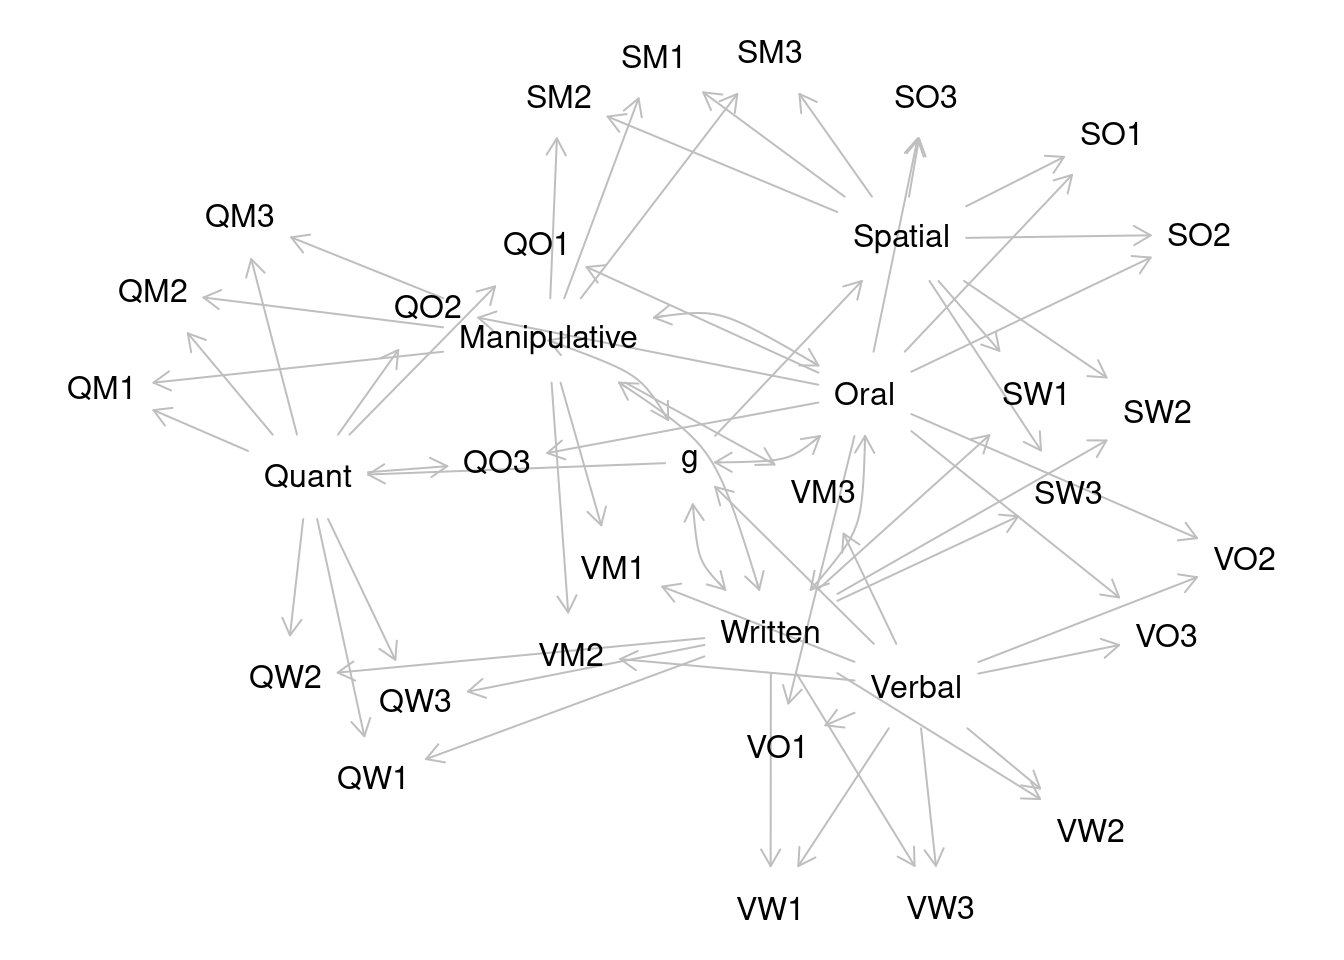 SM3
SM1
SM2
SO3
SO1
QM3
Spatial
SO2
QO1
QM2
QO2
Manipulative
QM1
Oral
SW1
SW2
g
QO3
Quant
VM3
SW3
VO2
VM1
Written
VO3
VM2
QW2
Verbal
QW3
VO1
QW1
VW2
VW1
VW3